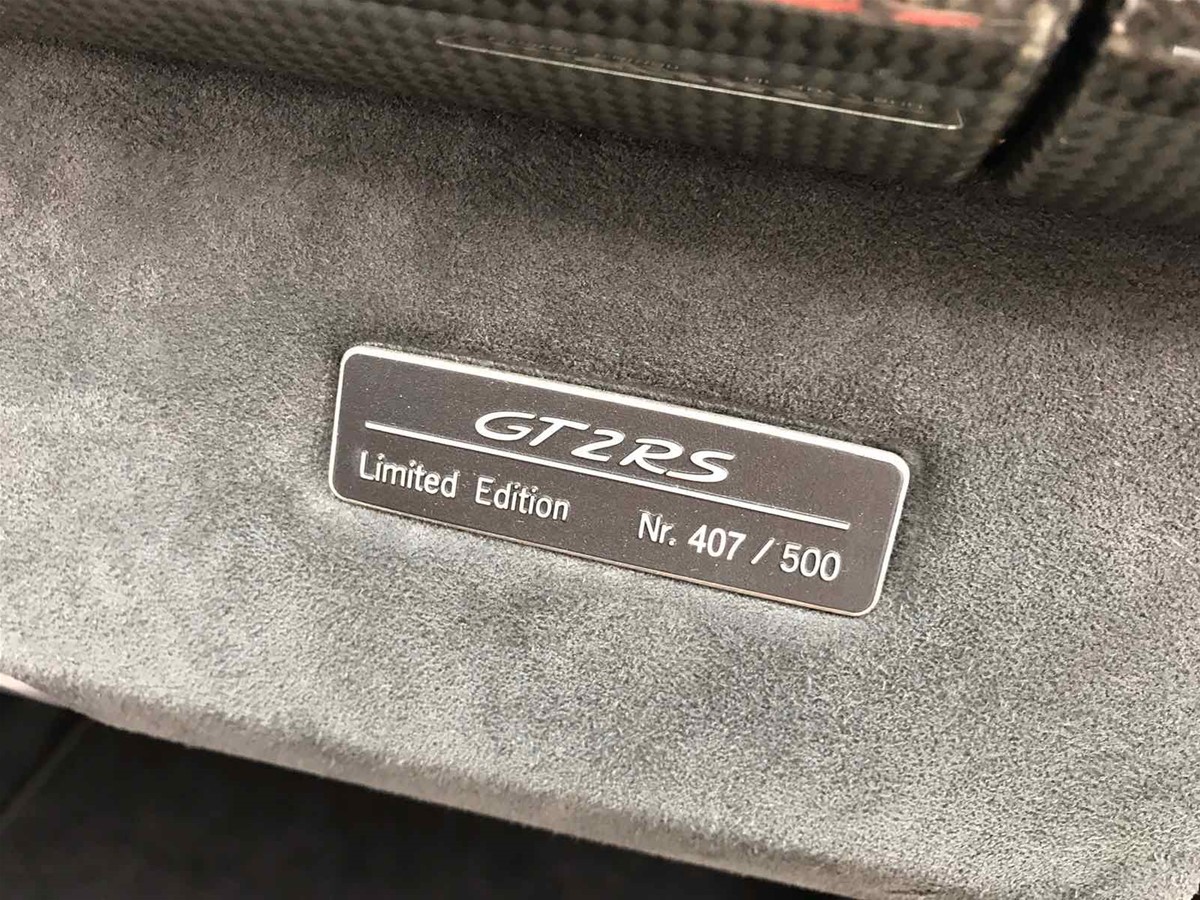 GT2RS
Limited Edition Nr. 407 / 500